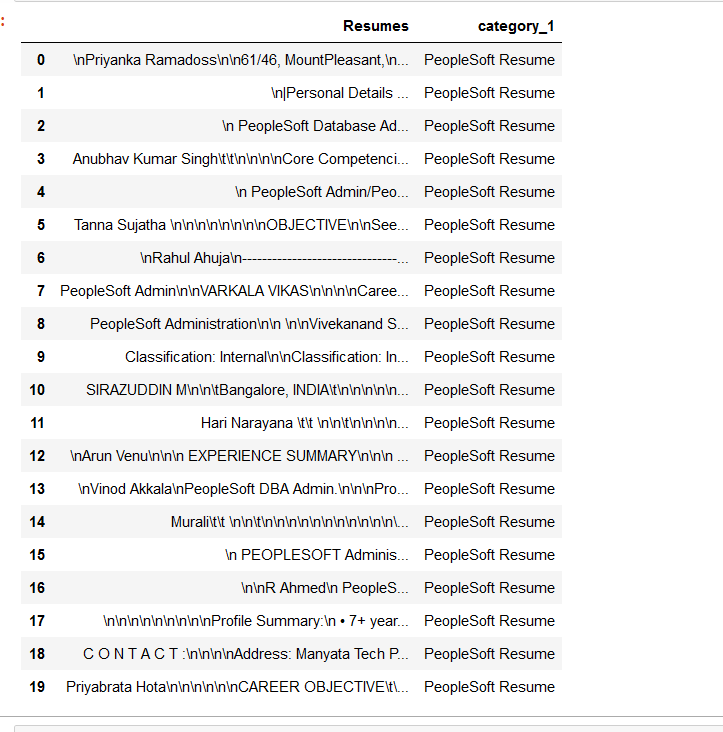 :
Resumes category_1
0 \nPriyanka Ramadoss\n\n61/46, MountPleasant,\n... PeopleSoft Resume
1 \n|Personal Details ... PeopleSoft Resume
2 \n PeopleSoft Database Ad... PeopleSoft Resume
3 Anubhav Kumar Singh\t\t\n\n\n\nCore Competenci... PeopleSoft Resume
4 \n PeopleSoft Admin/Peo... PeopleSoft Resume
5 Tanna Sujatha \n\n\n\n\n\n\n\nOBJECTIVE\n\nSee... PeopleSoft Resume
6 \nRahul Ahuja\n--------------------------------... PeopleSoft Resume
7 PeopleSoft Admin\n\nVARKALA VIKAS\n\n\n\nCaree... PeopleSoft Resume
8 PeopleSoft Administration\n\n \n\nVivekanand S... PeopleSoft Resume
9 Classification: Internal\n\nClassification: In... PeopleSoft Resume
10 SIRAZUDDIN M\n\n\tBangalore, INDIA\t\n\n\n\n\n... PeopleSoft Resume
11 Hari Narayana \t\t \n\n\t\n\n\n\n\n... PeopleSoft Resume
12 \nArun Venu\n\n\n EXPERIENCE SUMMARY\n\n\n ... PeopleSoft Resume
13 \nVinod Akkala\nPeopleSoft DBA Admin.\n\n\nPro... PeopleSoft Resume
14 Murali\t\t \n\n\t\n\n\n\n\n\n\n\n\n\n\n\n\... PeopleSoft Resume
15 \n PEOPLESOFT Adminis... PeopleSoft Resume
16 \n\nR Ahmed\n PeopleS... PeopleSoft Resume
17 \n\n\n\n\n\n\n\n\nProfile Summary:\n • 7+ year... PeopleSoft Resume
18 C O N T A C T :\n\n\n\nAddress: Manyata Tech P... PeopleSoft Resume
19 Priyabrata Hota\n\n\n\n\n\nCAREER OBJECTIVE\t\... PeopleSoft Resume